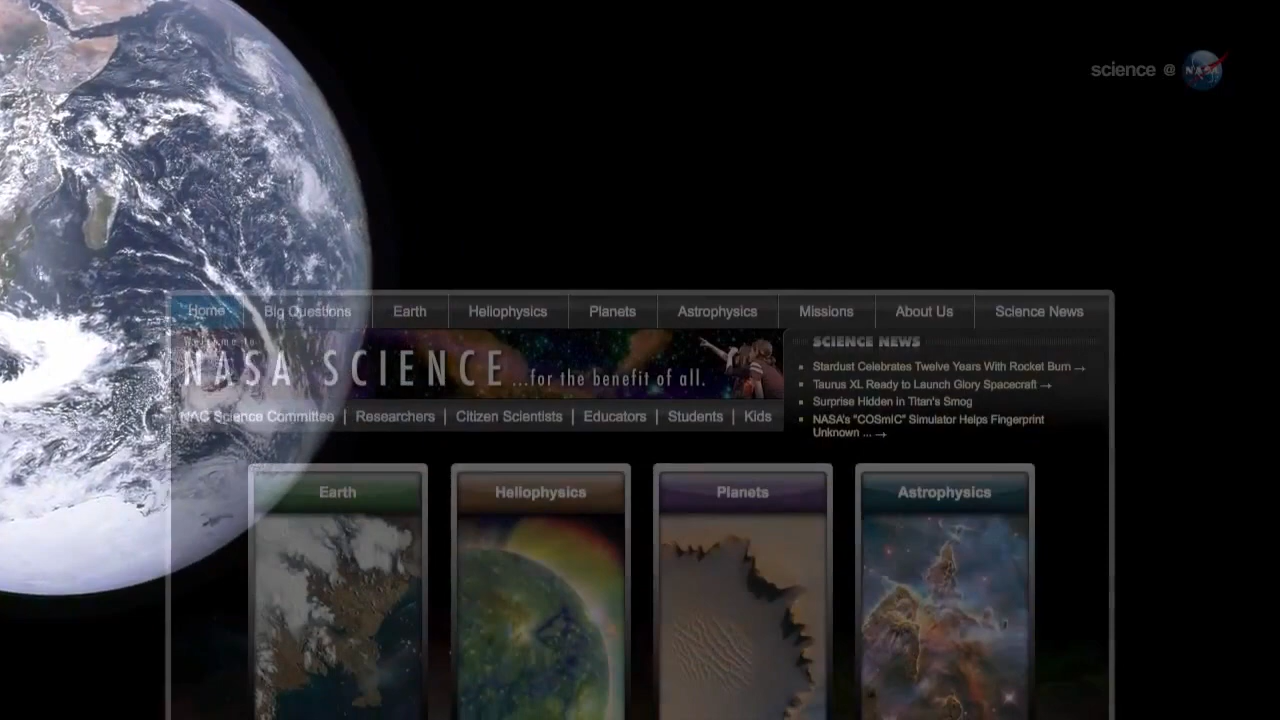 science @ NASA
Home Big Questions Earth Heliophysics Planets Astrophysics Missions About Us Science News
Welcome to
NASA SCIENCE ...for the benefit of all.
NAC Science Committee | Researchers | Citizen Scientists | Educators | Students | Kids
SCIENCE NEWS
Stardust Celebrates Twelve Years With Rocket Burn →
Taurus XL Ready to Launch Glory Spacecraft →
Surprise Hidden in Titan's Smog
NASA's "COSmIC" Simulator Helps Fingerprint
Unknown ... →
Earth Heliophysics Planets Astrophysics